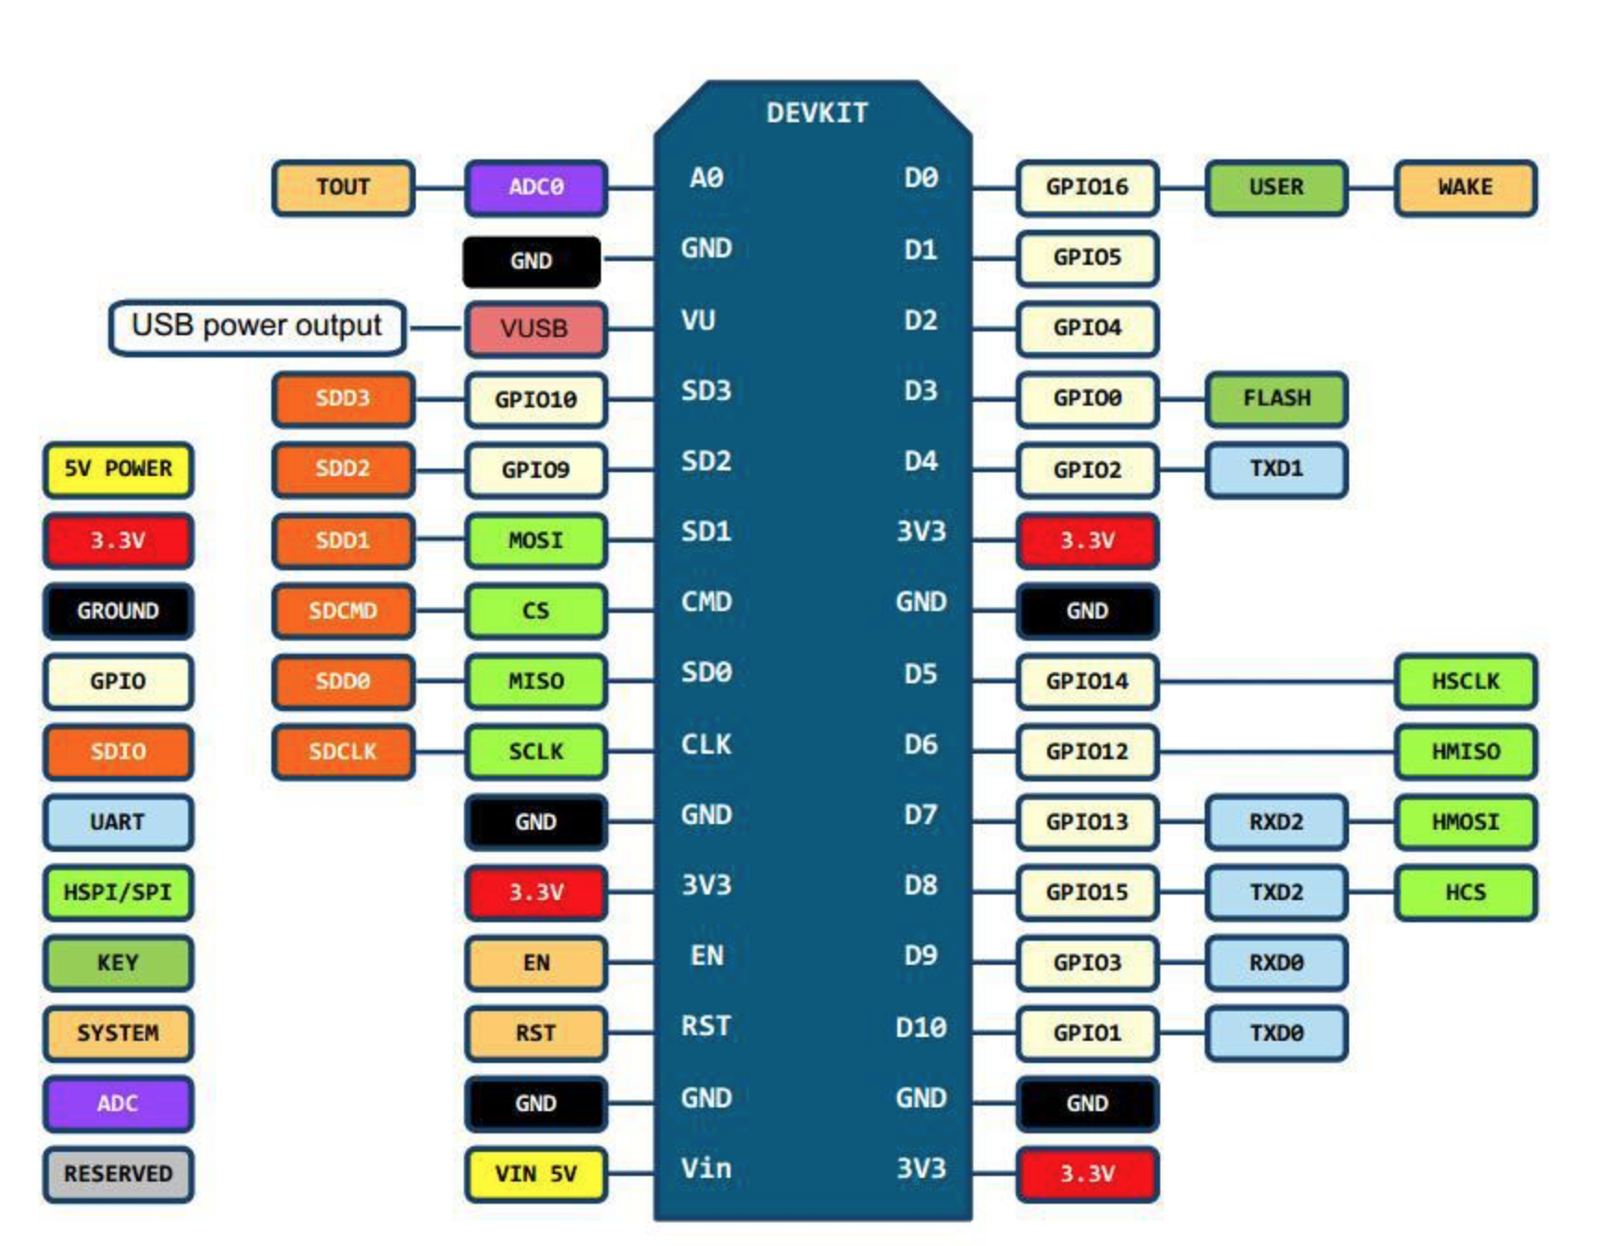 DEVKIT
TOUT ADC0 A0 D0 GPIO16 USER WAKE
GND GND D1 GPIO5
USB power output VUSB VU D2 GPIO4
SDD3 GPIO10 SD3 D3 GPIO0 FLASH
5V POWER SDD2 GPIO9 SD2 D4 GPIO2 TXD1
3.3V SDD1 MOSI SD1 3V3 3.3V
GROUND SDCMD CS CMD GND GND
GPIO SDD0 MISO SD0 D5 GPIO14 HSCLK
SDIO SDCLK SCLK CLK D6 GPIO12 HMISO
UART GND GND D7 GPIO13 RXD2 HMOSI
HSPI/SPI 3.3V 3V3 D8 GPIO15 TXD2 HCS
KEY EN EN D9 GPIO3 RXD0
SYSTEM RST RST D10 GPIO1 TXD0
ADC GND GND GND GND
RESERVED VIN 5V Vin 3V3 3.3V